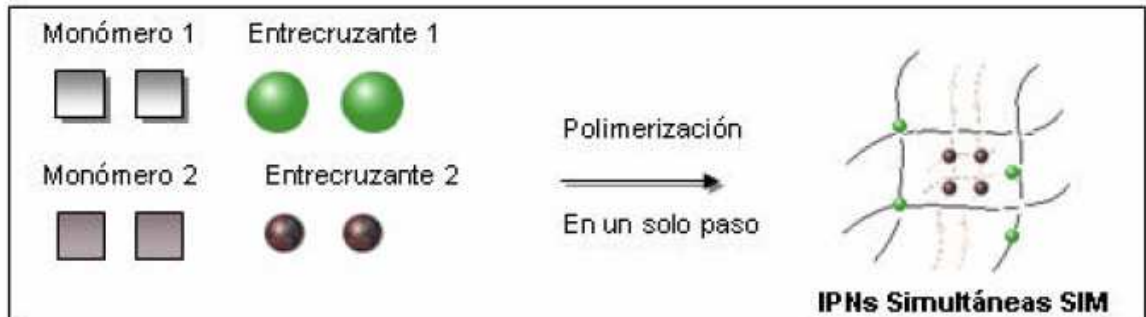 Monómero 1
Entrecruzante 1
Monómero 2
Entrecruzante 2
Polimerización
En un solo paso
IPNs Simultáneas SIM